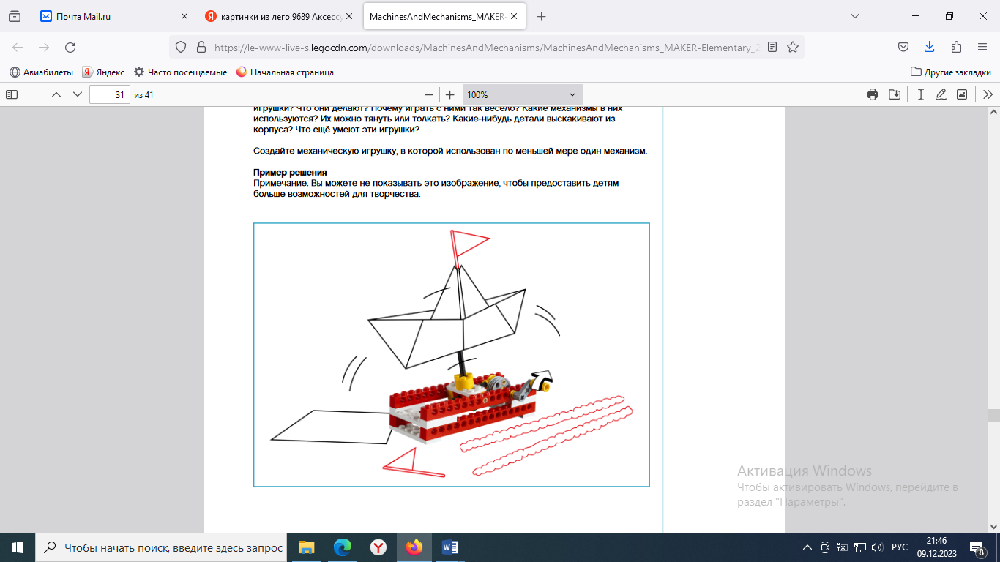 Почта Mail.ru
картинки из лего 9689 Аксессу
MachinesAndMechanisms_MAKER-
https://le-www-live-s.legocdn.com/downloads/MachinesAndMechanisms/MachinesAndMechanisms_MAKER-Elementary_
Авиабилеты
Яндекс
Часто посещаемые
Начальная страница
Другие закладки
31 из 41
100%
игрушки? Что они делают? Почему играть с ними так весело? Какие механизмы в них
используются? Их можно тянуть или толкать? Какие-нибудь детали выскакивают из
корпуса? Что ещё умеют эти игрушки?
Создайте механическую игрушку, в которой использован по меньшей мере один механизм.
Пример решения
Примечание. Вы можете не показывать это изображение, чтобы предоставить детям
больше возможностей для творчества.
Активация Windows
Чтобы активировать Windows, перейдите в
раздел "Параметры".
Чтобы начать поиск, введите здесь запрос
РУС
21:46
09.12.2023
8